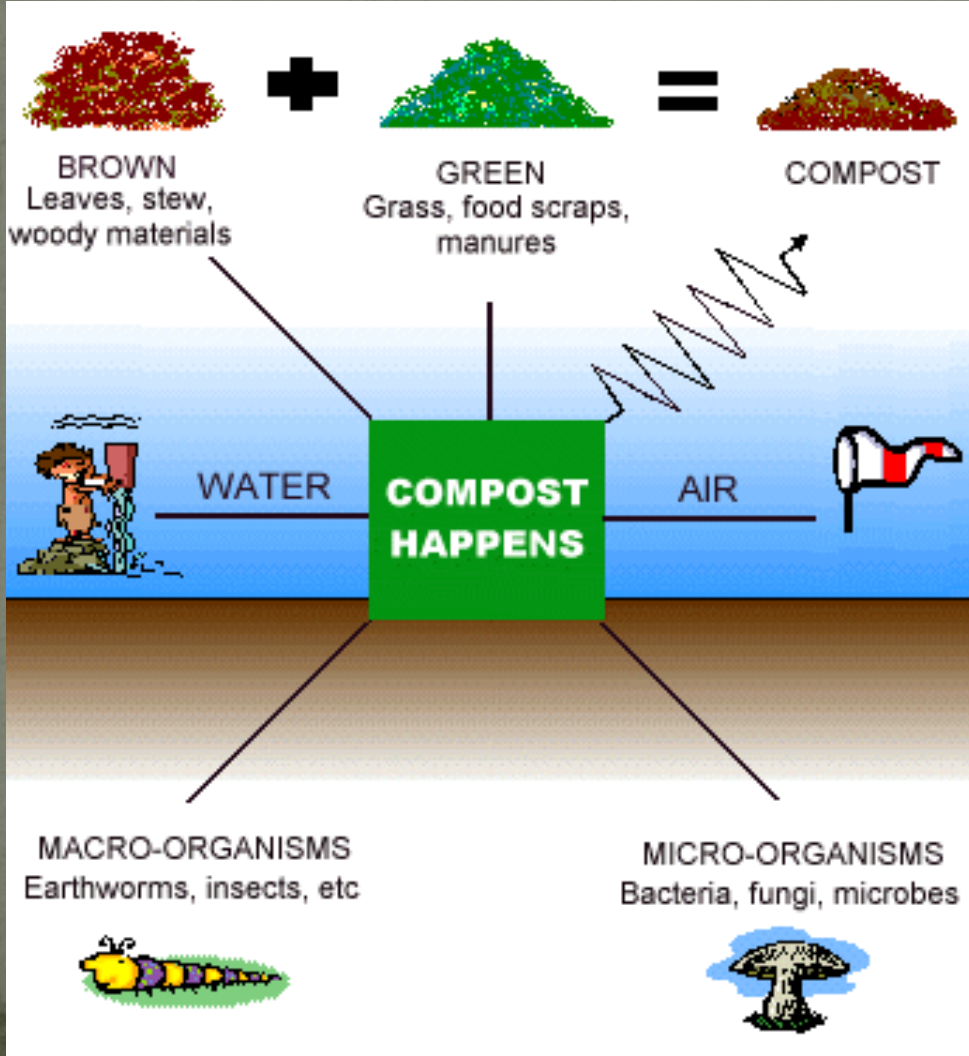 BROWN
Leaves, stew,
woody materials
GREEN
Grass, food scraps,
manures
COMPOST
WATER
COMPOST
HAPPENS
AIR
MACRO-ORGANISMS
Earthworms, insects, etc
MICRO-ORGANISMS
Bacteria, fungi, microbes